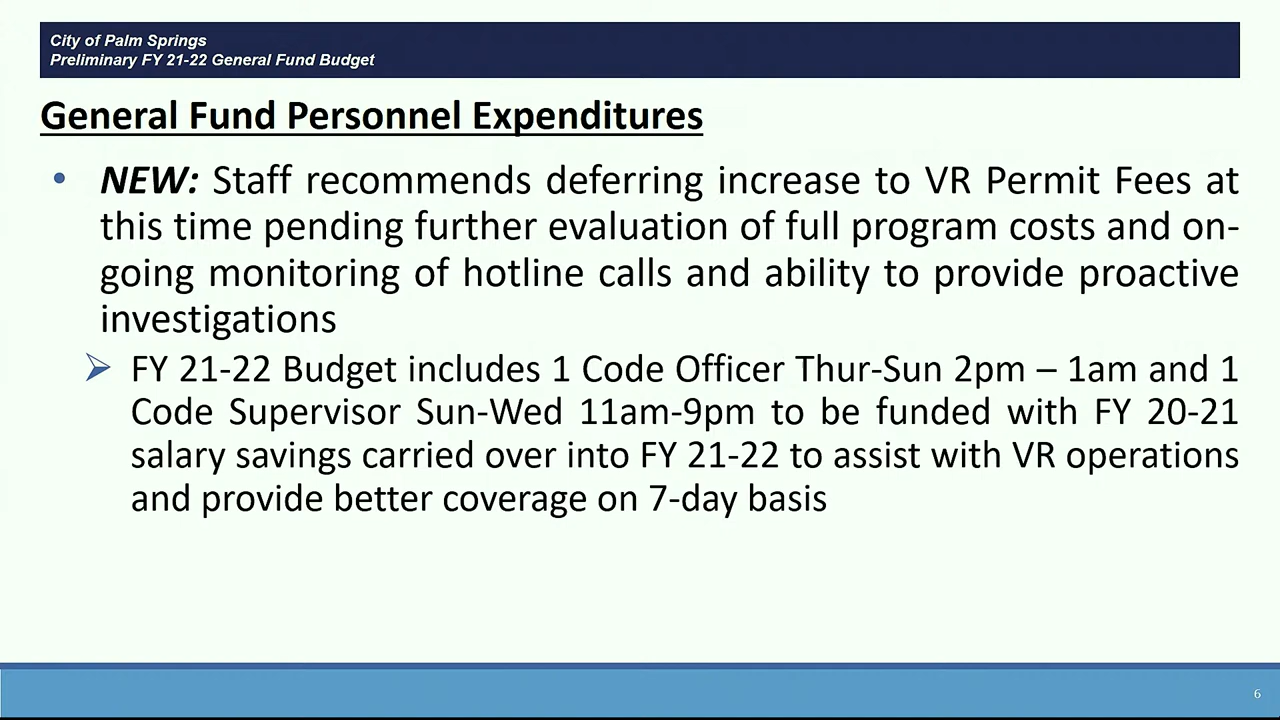 City of Palm Springs
Preliminary FY 21-22 General Fund Budget
General Fund Personnel Expenditures
• NEW: Staff recommends deferring increase to VR Permit Fees at
this time pending further evaluation of full program costs and on-
going monitoring of hotline calls and ability to provide proactive
investigations
➢ FY 21-22 Budget includes 1 Code Officer Thur-Sun 2pm – 1am and 1
Code Supervisor Sun-Wed 11am-9pm to be funded with FY 20-21
salary savings carried over into FY 21-22 to assist with VR operations
and provide better coverage on 7-day basis
6